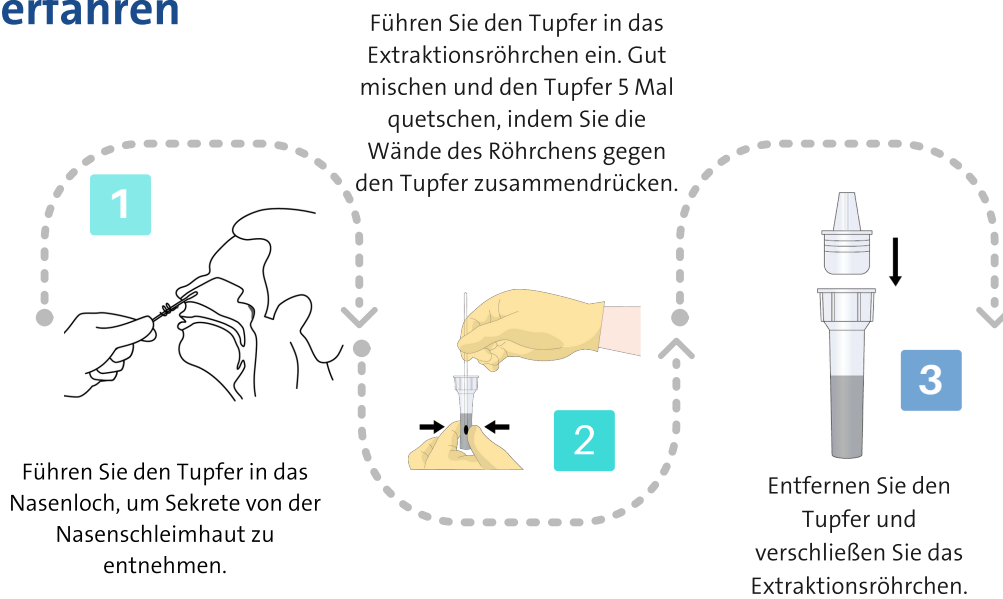 erfahren
1
Führen Sie den Tupfer in das
Nasenloch, um Sekrete von der
Nasenschleimhaut zu
entnehmen.
Führen Sie den Tupfer in das
Extraktionsröhrchen ein. Gut
mischen und den Tupfer 5 Mal
quetschen, indem Sie die
Wände des Röhrchens gegen
den Tupfer zusammendrücken.
2
3
Entfernen Sie den
Tupfer und
verschließen Sie das
Extraktionsröhrchen.